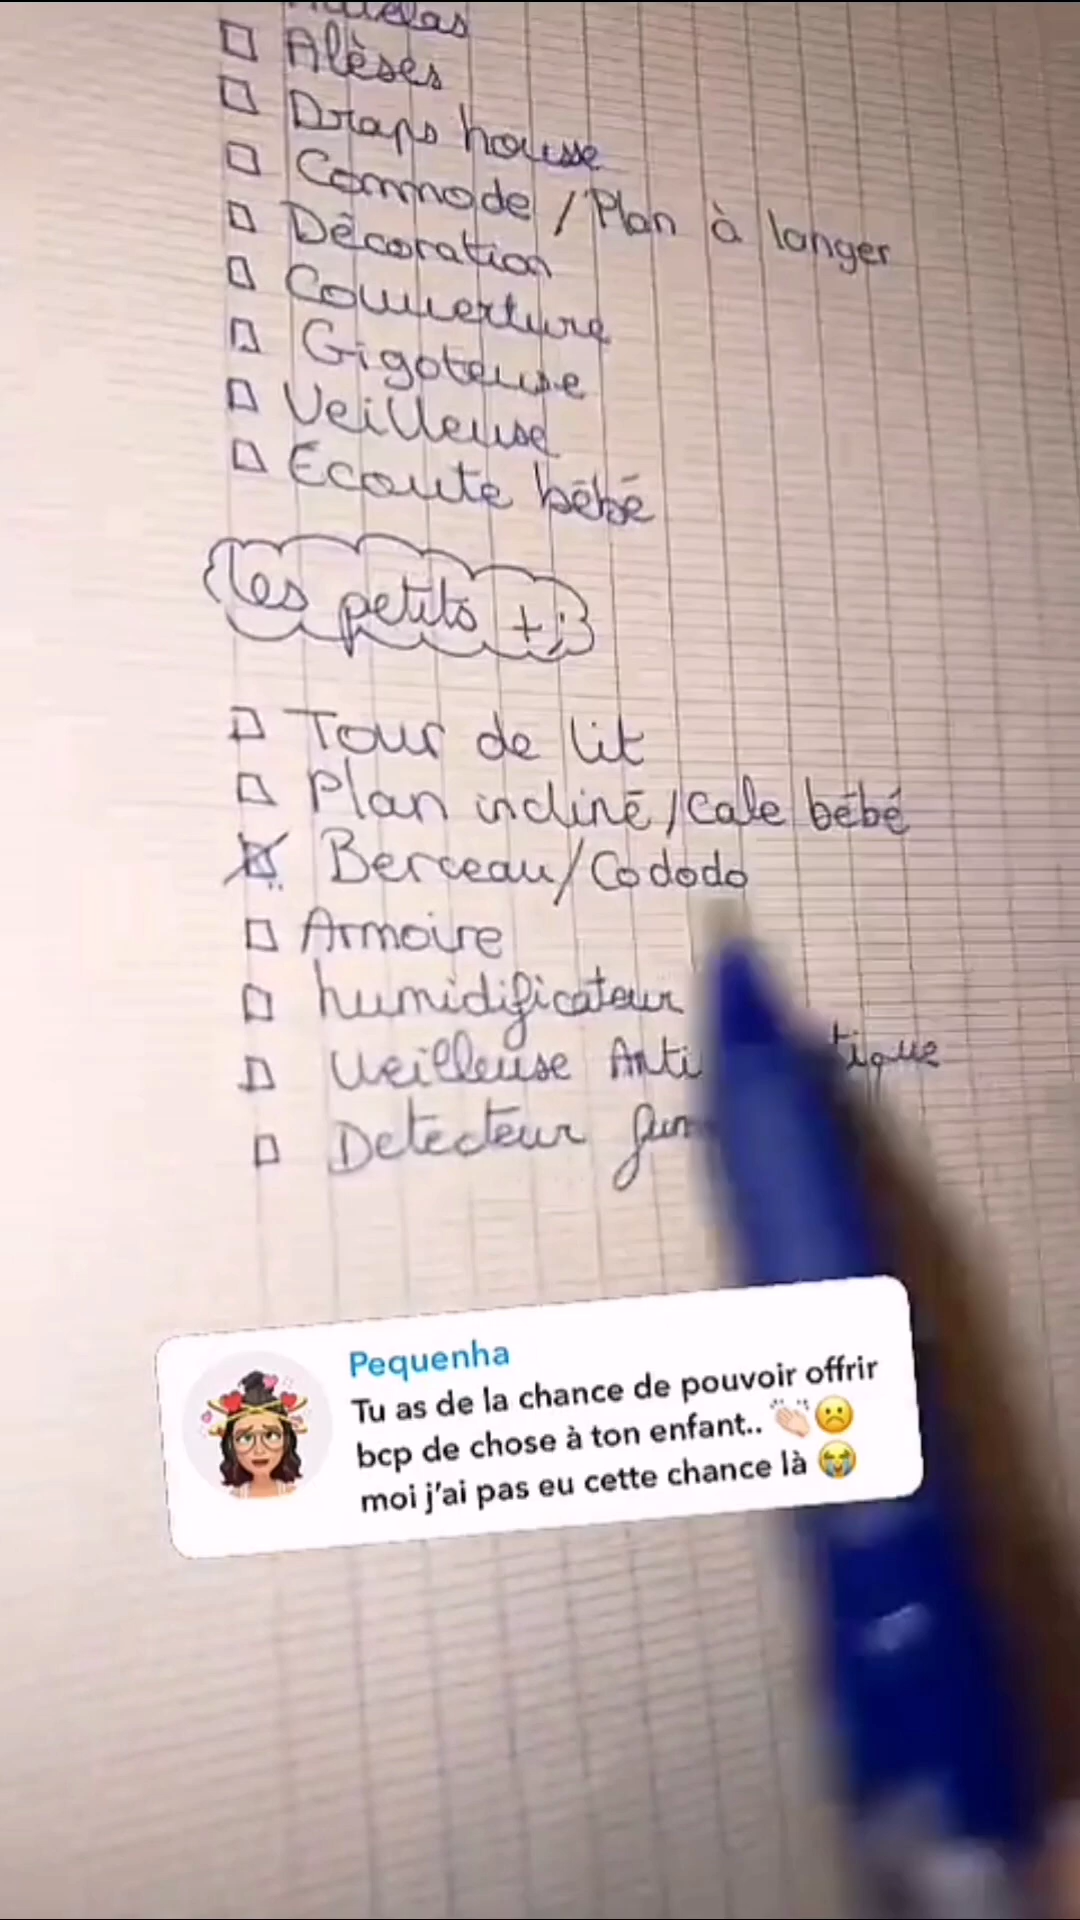 Alèses
Draps housse
Commode / Plan à langer
Décoration
Couverture
Gigoteuse
Veilleuse
Ecoute bébé
Les petits +
Tour de lit
Plan incliné / Cale bébé
Berceau / Cododo
Armoire
humidificateur
Veilleuse Anti tique
Detecteur
Pequenha
Tu as de la chance de pouvoir offrir
bcp de chose à ton enfant.. 👏🏻☹️
moi j'ai pas eu cette chance là 😭